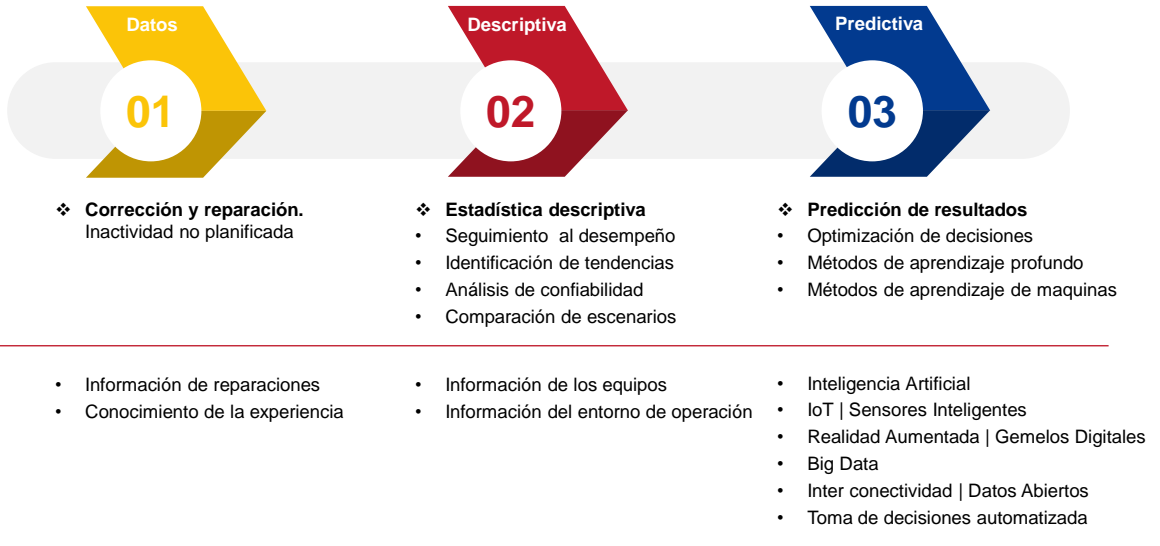 Datos
01
❖ Corrección y reparación.
Inactividad no planificada
• Información de reparaciones
• Conocimiento de la experiencia
Descriptiva
02
❖ Estadística descriptiva
• Seguimiento al desempeño
• Identificación de tendencias
• Análisis de confiabilidad
• Comparación de escenarios
• Información de los equipos
• Información del entorno de operación
Predictiva
03
❖ Predicción de resultados
• Optimización de decisiones
• Métodos de aprendizaje profundo
• Métodos de aprendizaje de maquinas
• Inteligencia Artificial
• IoT | Sensores Inteligentes
• Realidad Aumentada | Gemelos Digitales
• Big Data
• Inter conectividad | Datos Abiertos
• Toma de decisiones automatizada